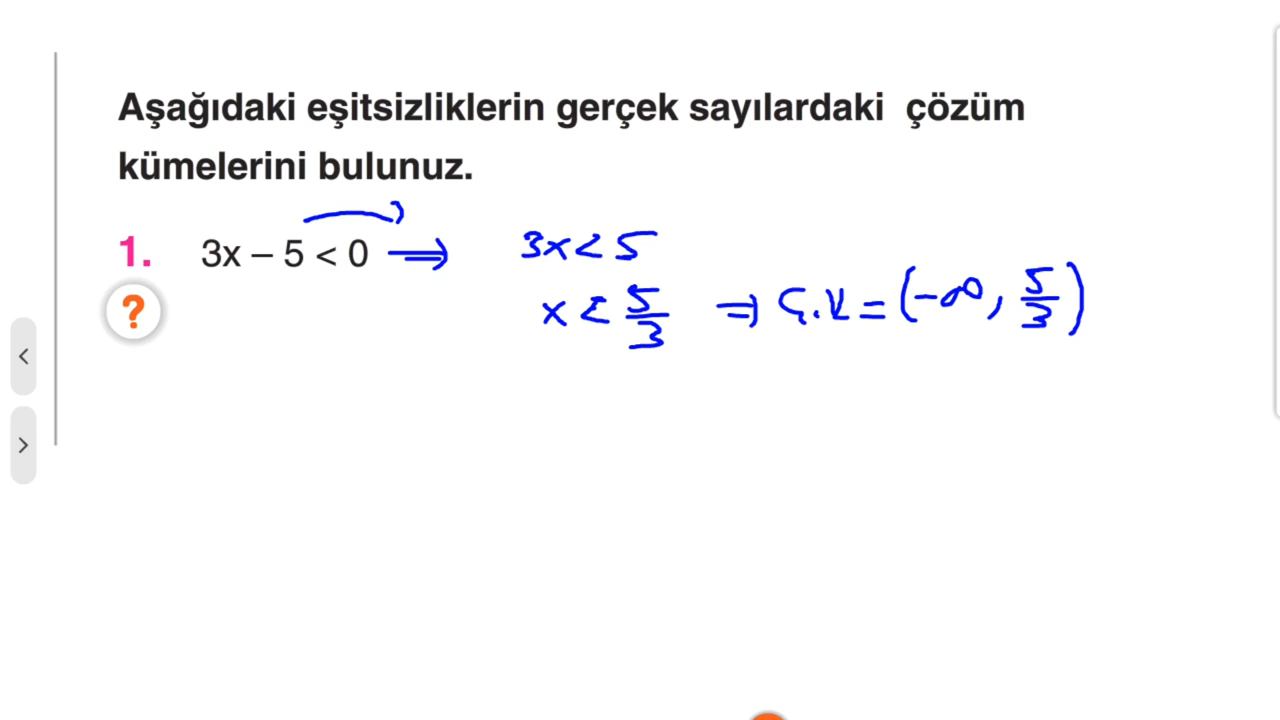 Aşağıdaki eşitsizliklerin gerçek sayılardaki çözüm
kümelerini bulunuz.
1. 3x – 5 < 0 ⟹ 3x < 5
? x < 5/3 ⇒ Ç.K = (-∞, 5/3)